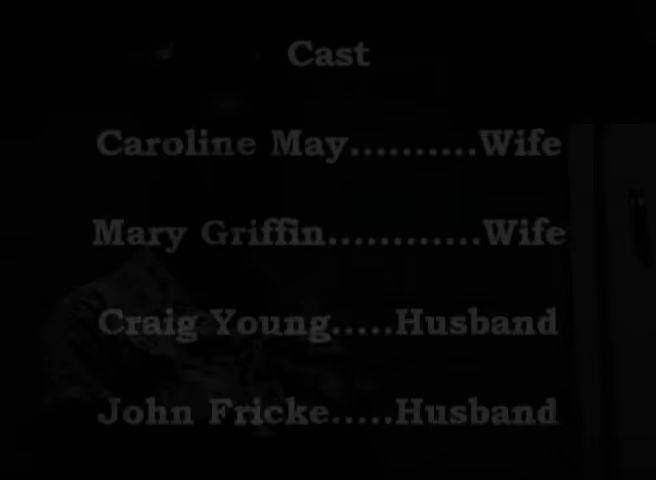 Cast
Caroline May..........Wife
Mary Griffin............Wife
Craig Young.....Husband
John Fricke.....Husband